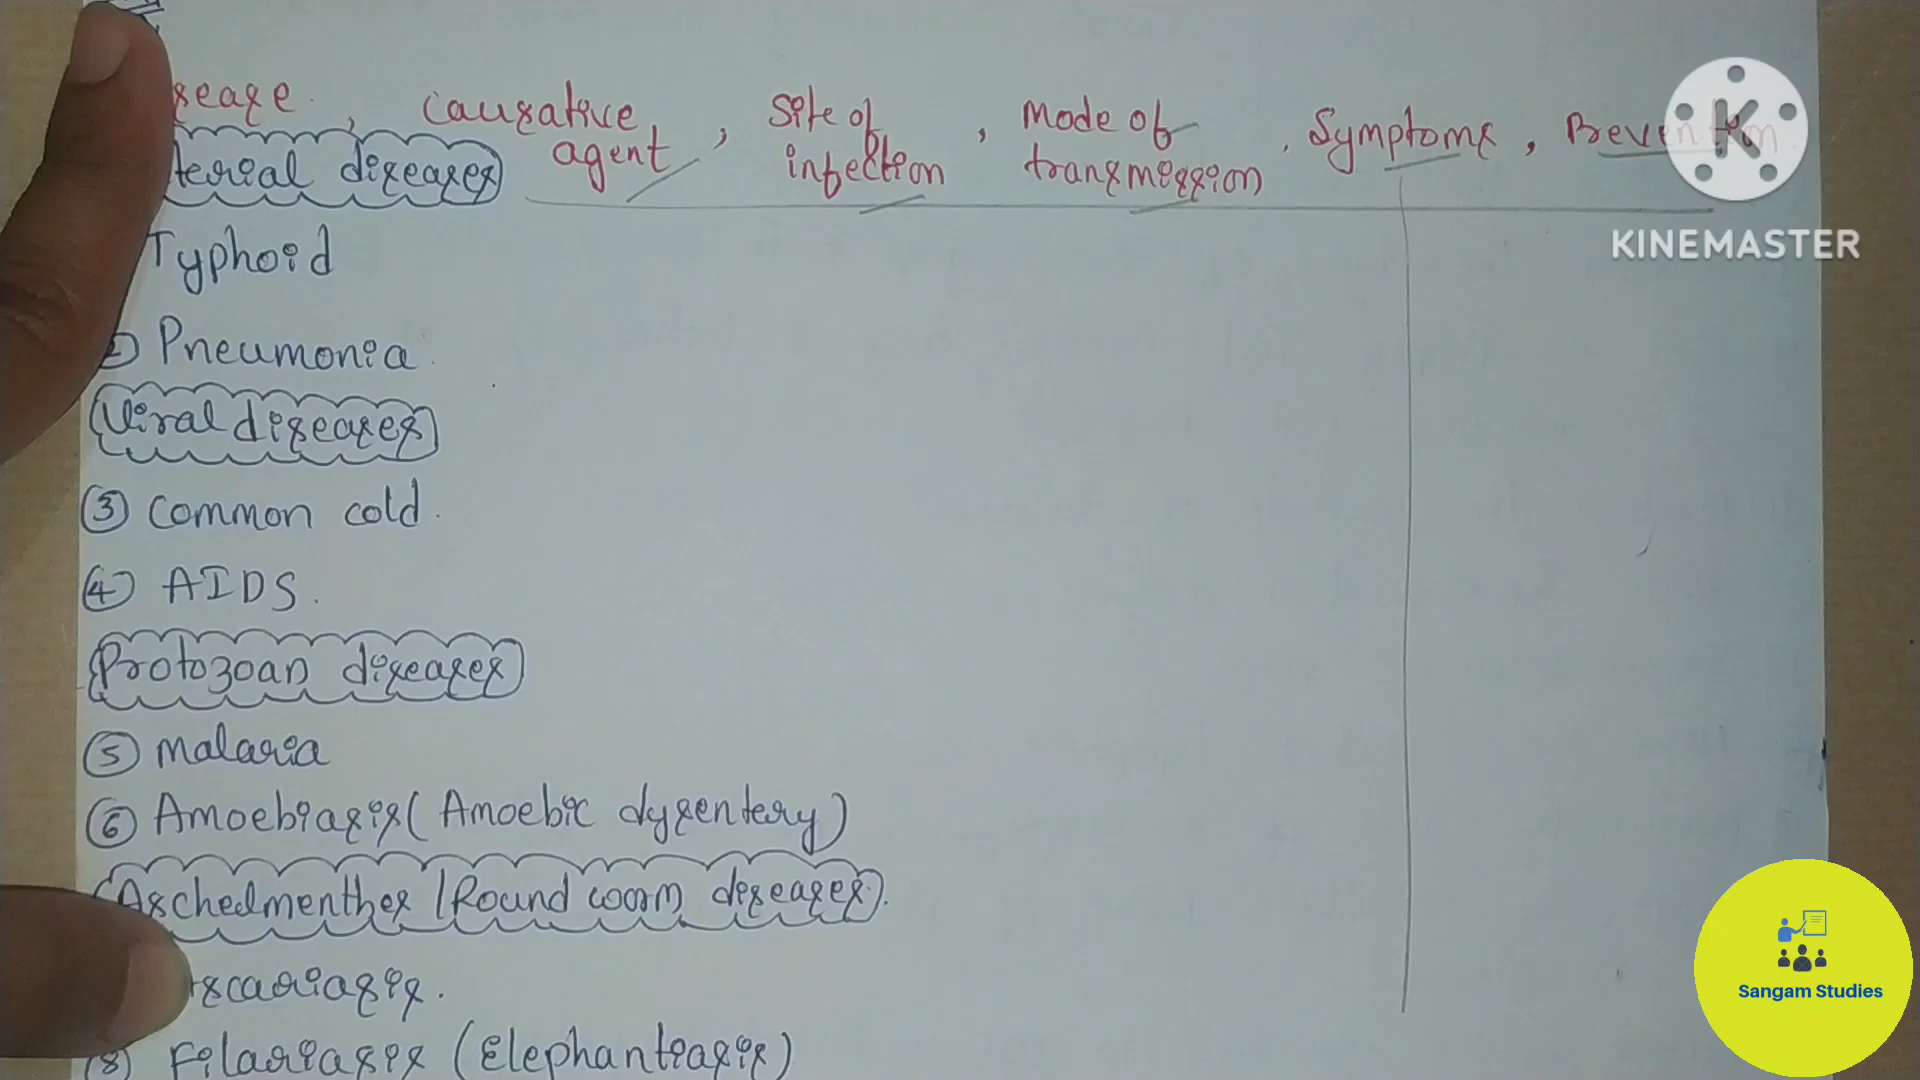 sease, Causative agent, Site of infection, Mode of transmission, Symptoms, Prevention.
terial diseases
Typhoid
2) Pneumonia.
Viral diseases
③ Common cold.
④ AIDS.
Protozoan diseases
⑤ Malaria
⑥ Amoebiasis (Amoebic dysentery)
Aschelmenthes / Round worm diseases.
scariasis.
⑧ Filariasis (Elephantiasis)
KINEMASTER
Sangam Studies